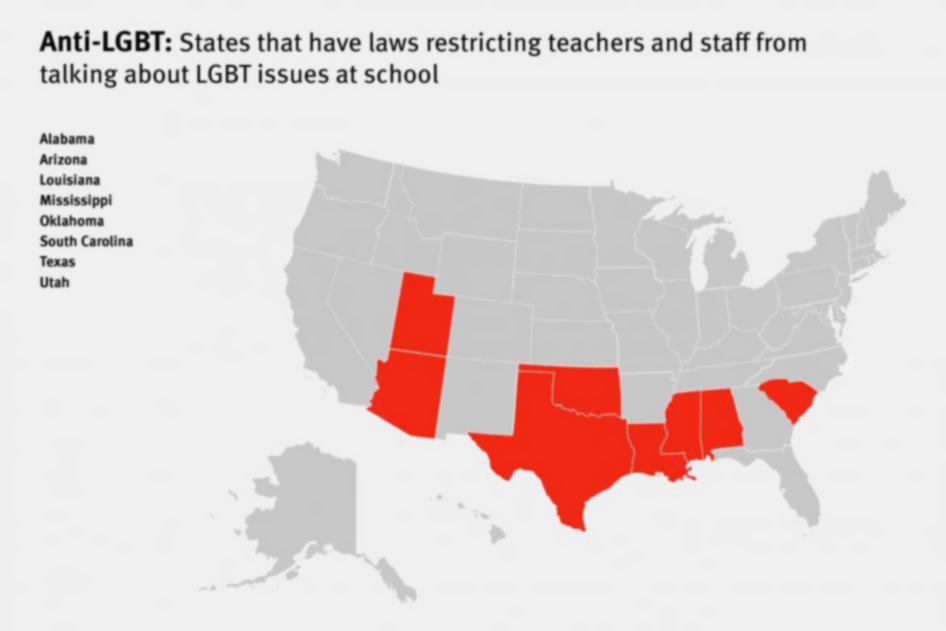 Anti-LGBT: States that have laws restricting teachers and staff from
talking about LGBT issues at school
Alabama
Arizona
Louisiana
Mississippi
Oklahoma
South Carolina
Texas
Utah